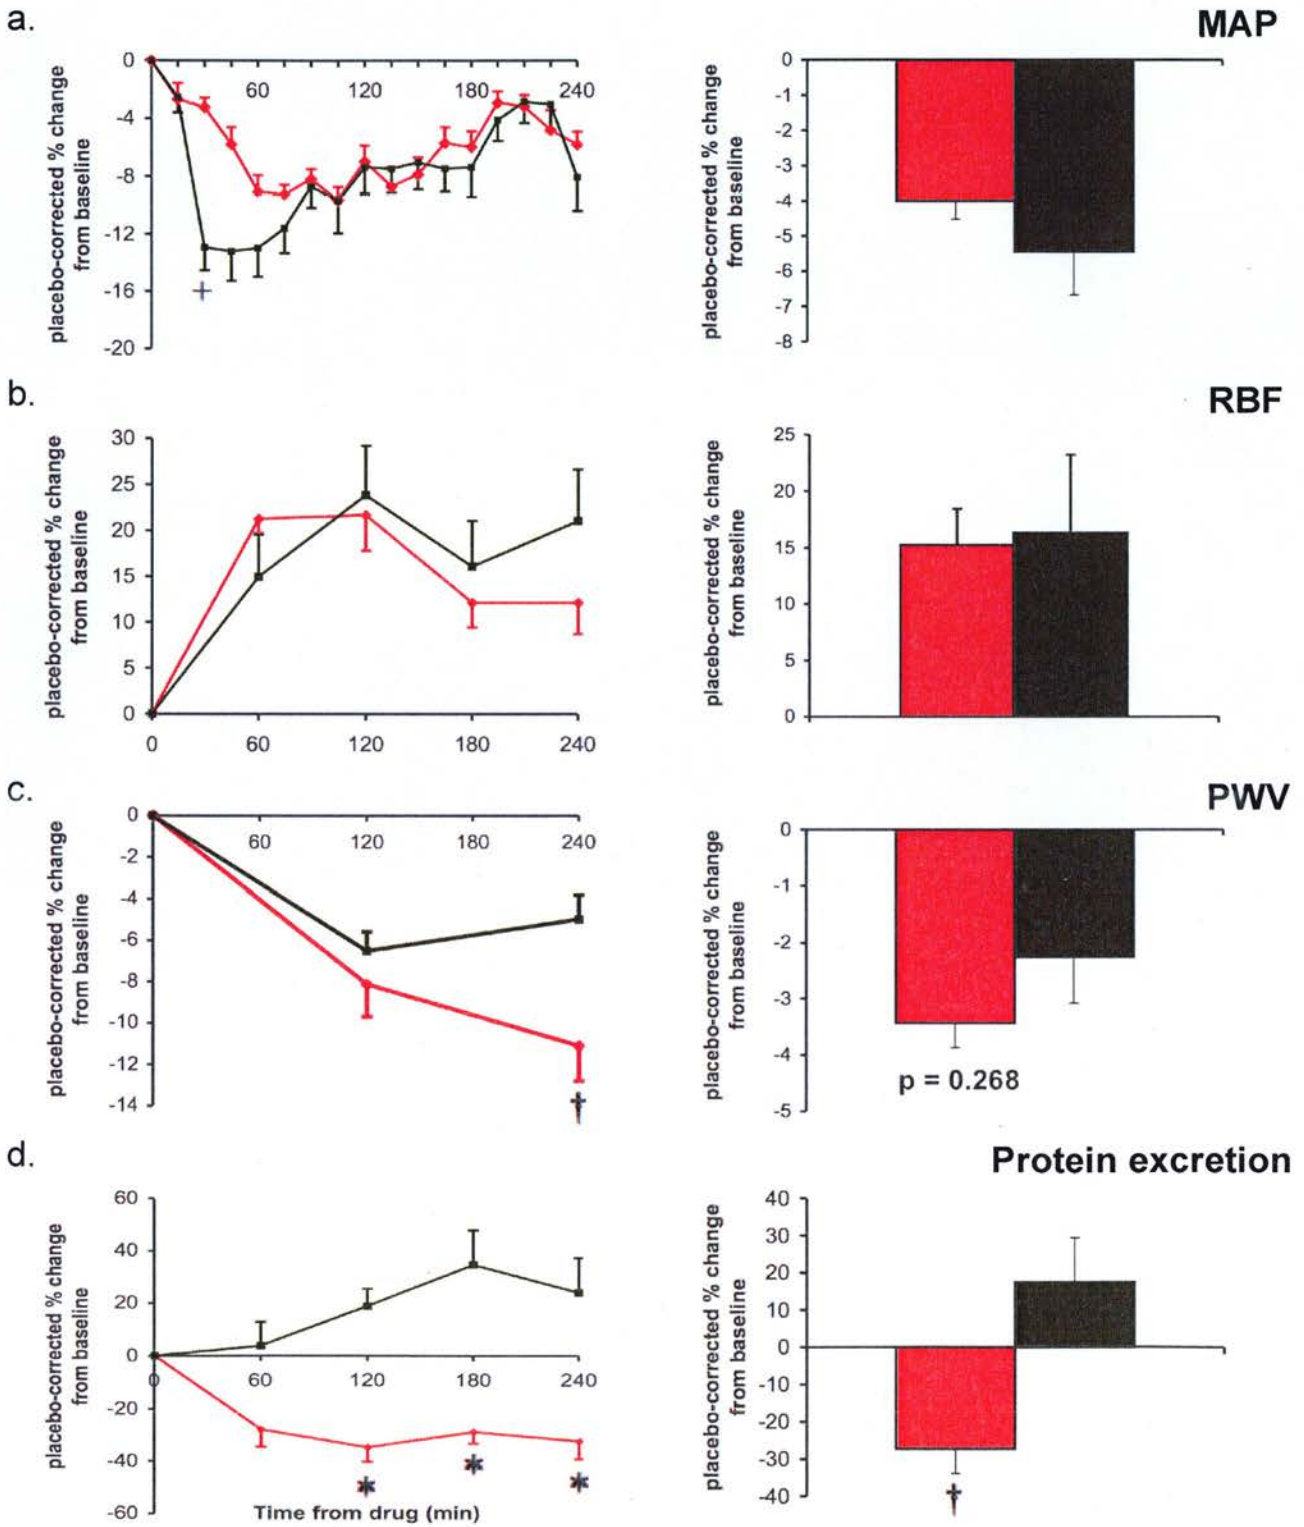 a.
MAP
placebo-corrected % change
from baseline
0
-4
-8
-12
-16
-20
60
120
180
240
+
placebo-corrected % change
from baseline
0
-1
-2
-3
-4
-5
-6
-7
-8
b.
RBF
placebo-corrected % change
from baseline
30
25
20
15
10
5
0
0
60
120
180
240
placebo-corrected % change
from baseline
25
20
15
10
5
0
c.
PWV
placebo-corrected % change
from baseline
0
-2
-4
-6
-8
-10
-12
-14
60
120
180
240
†
placebo-corrected % change
from baseline
0
-1
-2
-3
-4
-5
p = 0.268
d.
Protein excretion
placebo-corrected % change
from baseline
60
40
20
0
-20
-40
-60
0
60
120
180
240
* * *
Time from drug (min)
placebo-corrected % change
from baseline
40
30
20
10
0
-10
-20
-30
-40
†